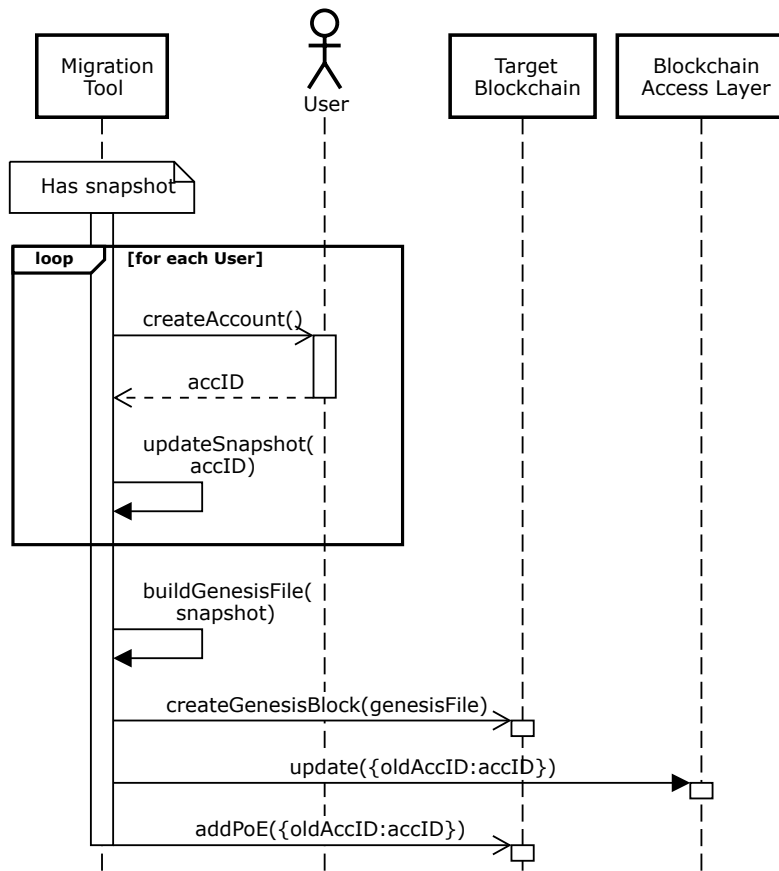 Migration
Tool
User
Target
Blockchain
Blockchain
Access Layer
Has snapshot
loop
[for each User]
createAccount()
accID
updateSnapshot(
accID)
buildGenesisFile(
snapshot)
createGenesisBlock(genesisFile)
update({oldAccID:accID})
addPoE({oldAccID:accID})